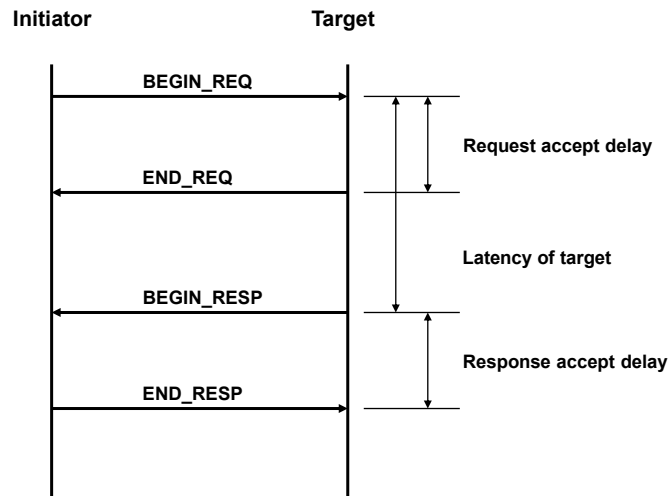 Initiator
Target
BEGIN_REQ
Request accept delay
END_REQ
Latency of target
BEGIN_RESP
Response accept delay
END_RESP